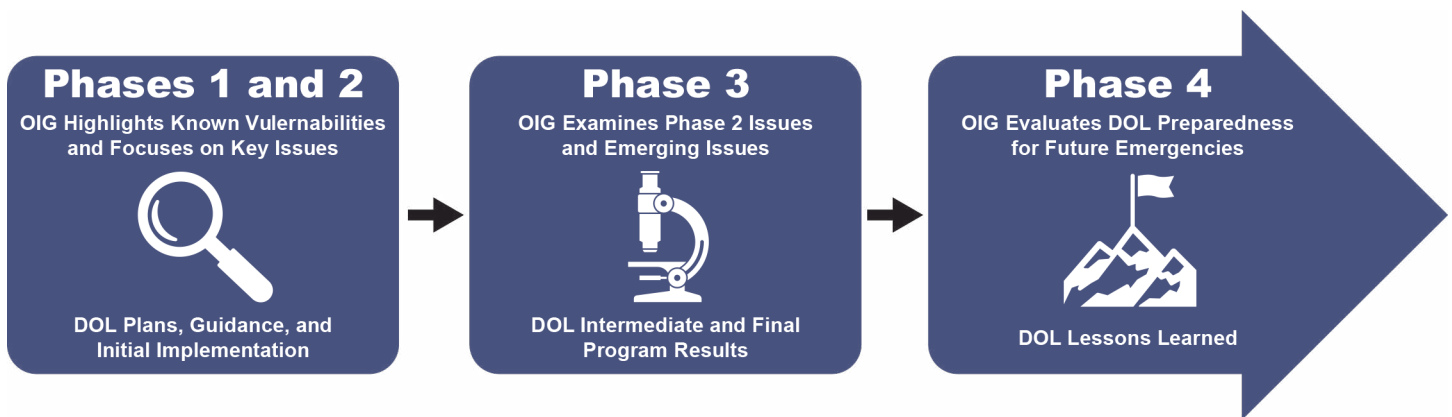 Phases 1 and 2
OIG Highlights Known Vulernabilities
and Focuses on Key Issues
DOL Plans, Guidance, and
Initial Implementation
Phase 3
OIG Examines Phase 2 Issues
and Emerging Issues
DOL Intermediate and Final
Program Results
Phase 4
OIG Evaluates DOL Preparedness
for Future Emergencies
DOL Lessons Learned